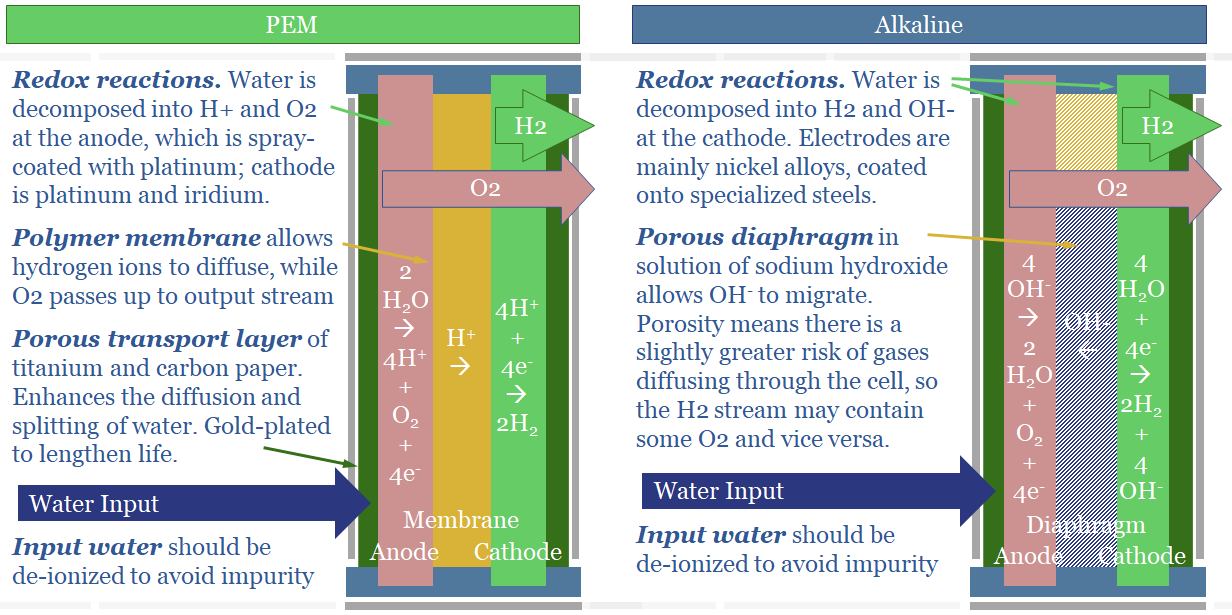 PEM
Redox reactions. Water is
decomposed into H+ and O2
at the anode, which is spray-
coated with platinum; cathode
is platinum and iridium.
Polymer membrane allows
hydrogen ions to diffuse, while
O2 passes up to output stream
Porous transport layer of
titanium and carbon paper.
Enhances the diffusion and
splitting of water. Gold-plated
to lengthen life.
Water Input
Input water should be
de-ionized to avoid impurity
H2
O2
2
H₂O
→
4H⁺
+
O₂
+
4e⁻
H⁺
→
4H⁺
+
4e⁻
→
2H₂
Membrane
Anode
Cathode
Alkaline
Redox reactions. Water is
decomposed into H2 and OH-
at the cathode. Electrodes are
mainly nickel alloys, coated
onto specialized steels.
Porous diaphragm in
solution of sodium hydroxide
allows OH⁻ to migrate.
Porosity means there is a
slightly greater risk of gases
diffusing through the cell, so
the H2 stream may contain
some O2 and vice versa.
Water Input
Input water should be
de-ionized to avoid impurity
H2
O2
4
OH⁻
→
2
H₂O
+
O₂
+
4e⁻
OH⁻
←
4
H₂O
+
4e⁻
→
2H₂
+
4
OH⁻
Diaphragm
Anode
Cathode